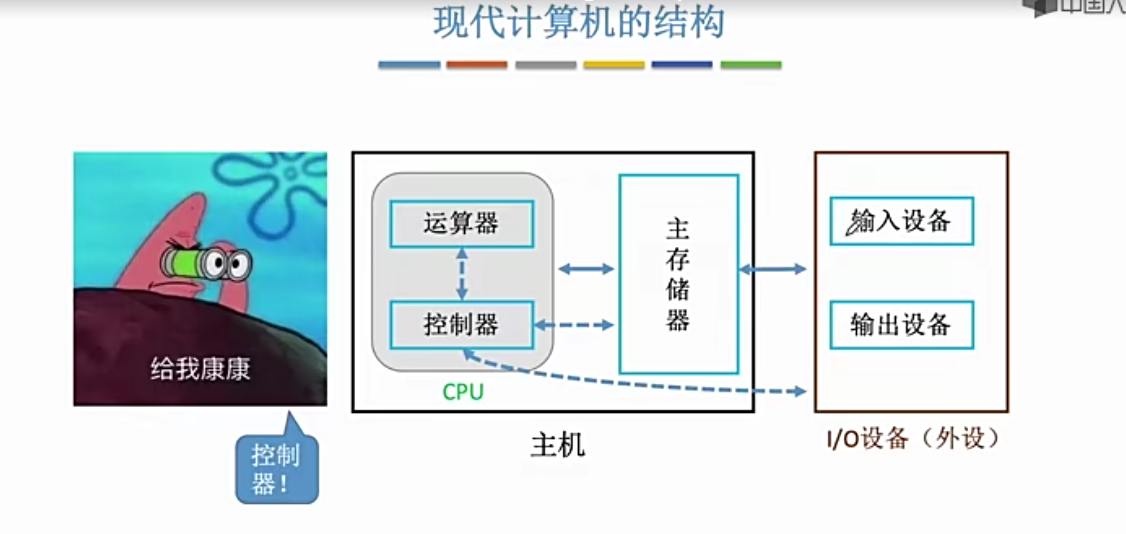 现代计算机的结构
中国
给我康康
控制
器！
运算器
控制器
CPU
主
存
储
器
主机
输入设备
输出设备
I/O设备（外设）